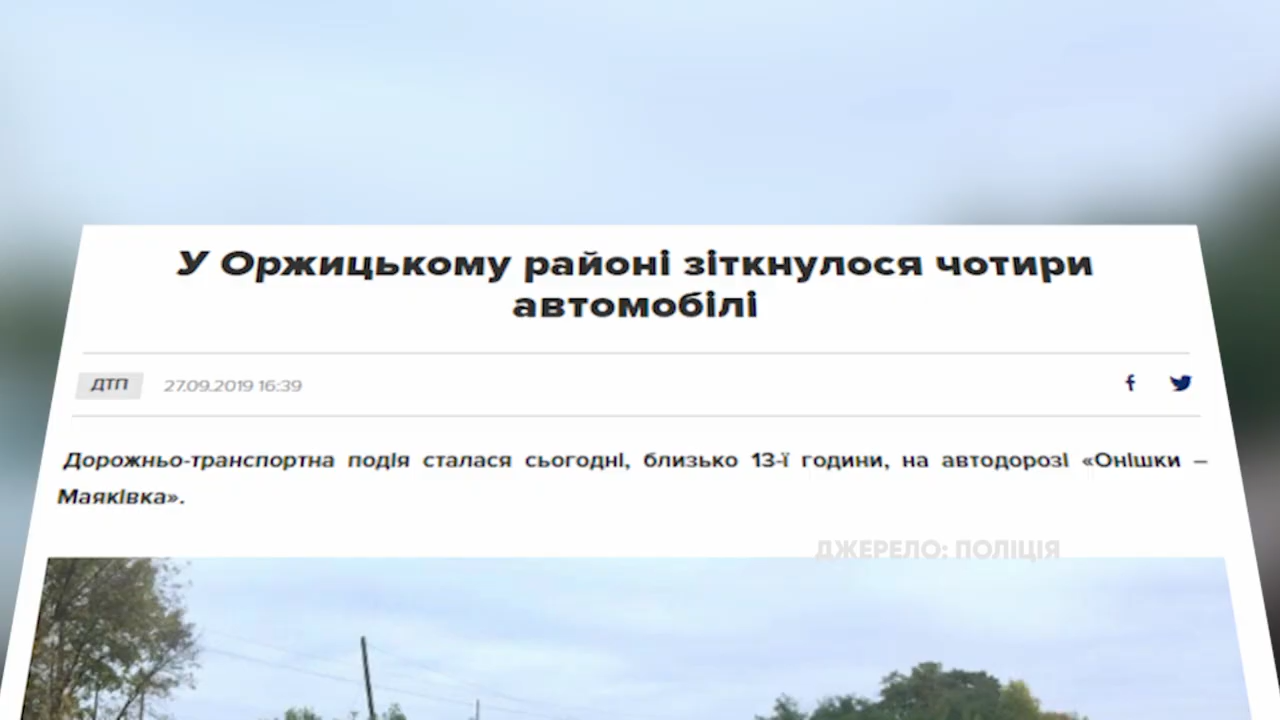 У Оржицькому районі зіткнулося чотири
автомобілі
ДТП 27.09.2019 16:39
Дорожньо-транспортна подія сталася сьогодні, близько 13-ї години, на автодорозі «Онішки –
Маяківка».
ДЖЕРЕЛО: ПОЛІЦІЯ